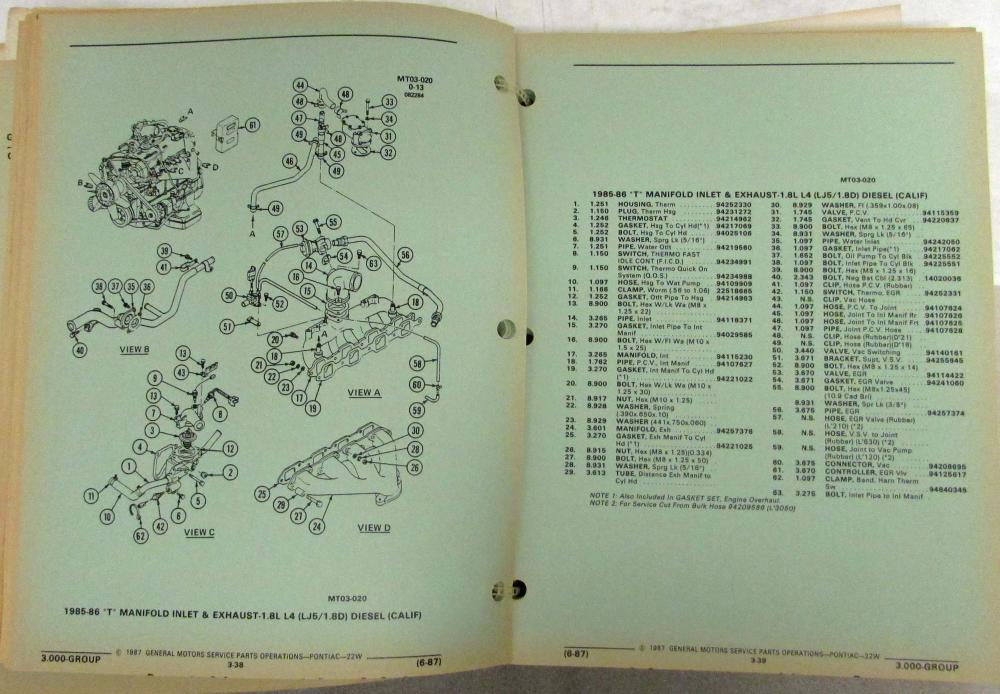 MT03-020
0-13
082284
VIEW B
VIEW A
VIEW C
VIEW D
MT03-020
1985-86 "T" MANIFOLD INLET & EXHAUST-1.8L L4 (LJ5/1.8D) DIESEL (CALIF)
© 1987 GENERAL MOTORS SERVICE PARTS OPERATIONS—PONTIAC—22W
3.000-GROUP
3-38
(6-87)
MT03-020
1985-86 "T" MANIFOLD INLET & EXHAUST-1.8L L4 (LJ5/1.8D) DIESEL (CALIF)
1. 1.251 HOUSING, Therm 94252330
2. 1.150 PLUG, Therm Hsg 94231272
3. 1.246 THERMOSTAT 94214962
4. 1.252 GASKET, Hsg To Cyl Hd(*1) 94217069
5. 1.252 BOLT, Hsg To Cyl Hd 94025106
6. 8.931 WASHER, Sprg Lk (5/16")
7. 1.251 PIPE, Water Otlt 94219560
8. 1.150 SWITCH, THERMO FAST
IDLE CONT (F.I.C.D.) 94234991
9. 1.150 SWITCH, Thermo Quick On
System (Q.O.S.) 94234988
10. 1.097 HOSE, Hsg To Wat Pump 94109909
11. 1.166 CLAMP, Worm (.56 to 1.06) 22518665
12. 1.252 GASKET, Otlt Pipe To Hsg 94214963
13. 8.900 BOLT, Hex W/Lk Wa (M8 x
1.25 x 22)
14. 3.265 PIPE, Inlet 94118371
15. 3.270 GASKET, Inlet Pipe To Int
Manif 94029585
16. 8.900 BOLT, Hex W/Fl Wa (M10 x
1.5 x 25)
17. 3.265 MANIFOLD, Int 94115230
18. 1.762 PIPE, P.C.V., Int Manif 94107627
19. 3.270 GASKET, Int Manif To Cyl Hd
(*1) 94221022
20. 8.900 BOLT, Hex W/Lk Wa (M10 x
1.25 x 30)
21. 8.917 NUT, Hex (M10 x 1.25)
22. 8.928 WASHER, Spring
(.390x.650x.10)
23. 8.929 WASHER (441x.750x.060)
24. 3.601 MANIFOLD, Exh 94257376
25. 3.270 GASKET, Exh Manif To Cyl
Hd (*1) 94221025
26. 8.915 NUT, Hex (M8 x 1.25)(0.334)
27. 8.900 BOLT, Hex (M8 x 1.25 x 50)
28. 8.931 WASHER, Sprg Lk (5/16")
29. 3.613 TUBE, Distance Exh Manif to
Cyl Hd
30. 8.929 WASHER, Fl (.359x1.00x.08)
31. 1.745 VALVE, P.C.V. 94115359
32. 1.745 GASKET, Vent To Hd Cvr 94220837
33. 8.900 BOLT, Hex (M8 x 1.25 x 65)
34. 8.931 WASHER, Sprg Lk (5/16")
35. 1.097 PIPE, Water Inlet 94242050
36. 1.097 GASKET, Inlet Pipe(*1) 94217062
37. 1.662 BOLT, Oil Pump To Cyl Blk 94225552
38. 1.097 BOLT, Inlet Pipe To Cyl Blk 94225551
39. 8.900 BOLT, Hex (M8 x 1.25 x 16)
40. 2.343 BOLT, Neg Bat Cbl (2.313) 14020036
41. 1.097 CLIP, Hose P.C.V. (Rubber)
42. 1.150 SWITCH, Thermo, EGR 94252331
43. N.S. CLIP, Vac Hose
44. 1.097 HOSE, P.C.V. To Joint 94107624
45. 1.097 HOSE, Joint To Int Manif Rr 94107626
46. 1.097 HOSE, Joint To Int Manif Frt 94107625
47. 1.097 PIPE, Joint P.C.V. Hose 94107628
48. N.S. CLIP, Hose (Rubber)(D'21)
49. N.S. CLIP, Hose (Rubber)(D'18)
50. 3.440 VALVE, Vac Switching 94140161
51. 3.671 BRACKET, Supt, V.S.V. 94255545
52. 8.900 BOLT, Hex (M8 x 1.25 x 14)
53. 3.670 VALVE, EGR 94114422
54. 3.671 GASKET, EGR Valve 94241060
55. 8.900 BOLT, Hex (M8x1.25x45)
(10.9 Cad Bri)
8.931 WASHER, Spr Lk (3/8")
56. 3.675 PIPE, EGR 94257374
57. N.S. HOSE, EGR Valve (Rubber)
(L'210) (*2)
58. N.S. HOSE, V.S.V. to Joint
(Rubber) (L'630) (*2)
59. N.S. HOSE, Joint to Vac Pump
(Rubber) (L'120) (*2)
60. 3.675 CONNECTOR, Vac 94208695
61. 3.670 CONTROLLER, EGR Vlv 94125617
62. 1.097 CLAMP, Band, Harn Therm
Sw 94840345
63. 3.275 BOLT, Inlet Pipe to Inl Manif
NOTE 1: Also Included In GASKET SET, Engine Overhaul.
NOTE 2: For Service Cut From Bulk Hose 94209586 (L'3050)
(6-87)
© 1987 GENERAL MOTORS SERVICE PARTS OPERATIONS—PONTIAC—22W
3-39
3.000-GROUP